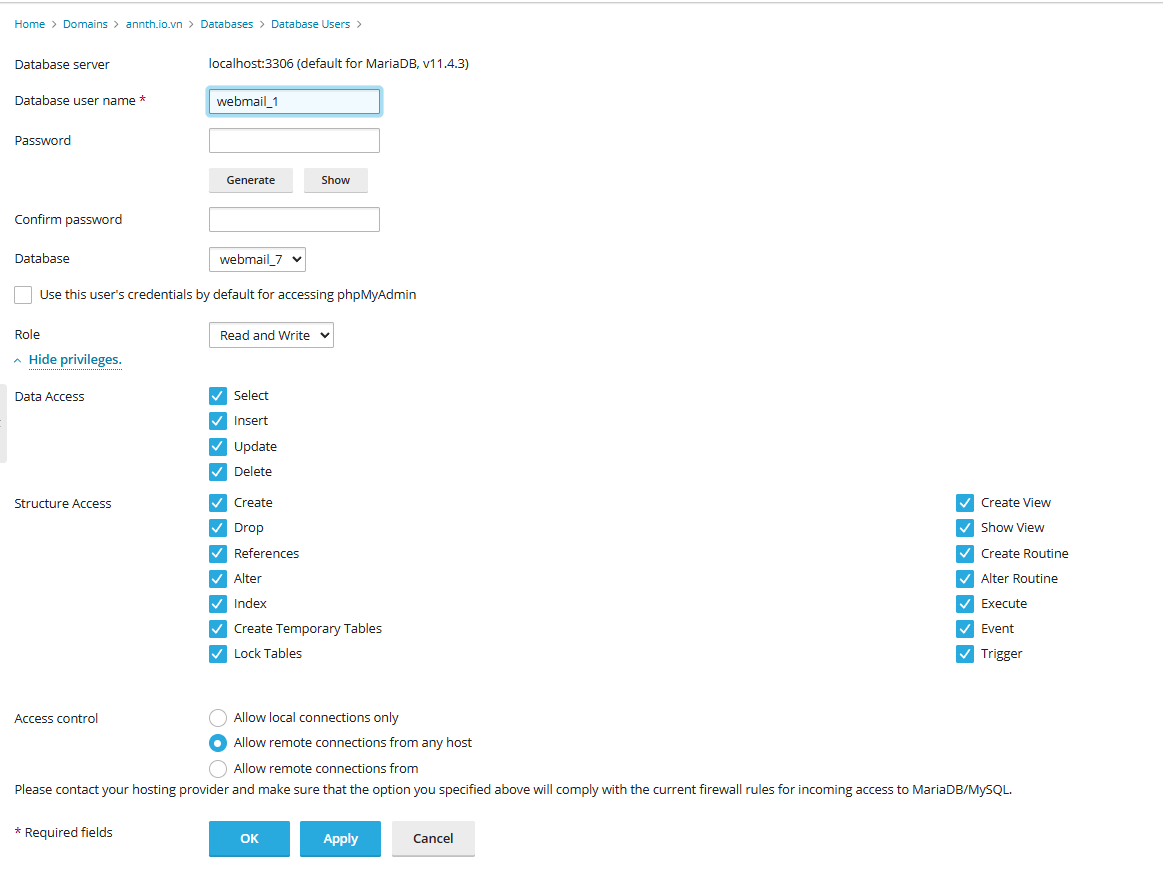 Home > Domains > annth.io.vn > Databases > Database Users >
Database server localhost:3306 (default for MariaDB, v11.4.3)
Database user name * webmail_1
Password
Generate Show
Confirm password
Database webmail_7
Use this user's credentials by default for accessing phpMyAdmin
Role Read and Write
Hide privileges.
Data Access Select
Insert
Update
Delete
Structure Access Create Create View
Drop Show View
References Create Routine
Alter Alter Routine
Index Execute
Create Temporary Tables Event
Lock Tables Trigger
Access control Allow local connections only
Allow remote connections from any host
Allow remote connections from
Please contact your hosting provider and make sure that the option you specified above will comply with the current firewall rules for incoming access to MariaDB/MySQL.
* Required fields OK Apply Cancel